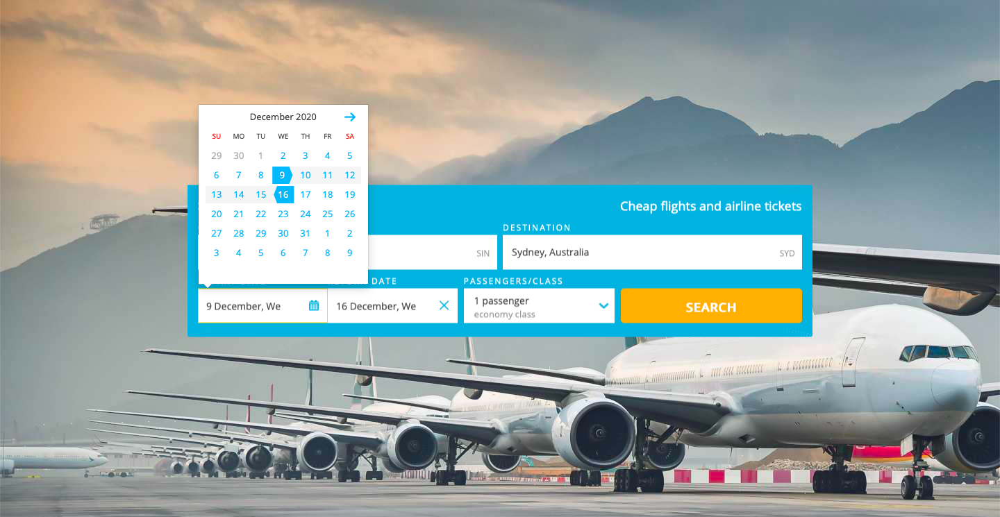 December 2020
SU MO TU WE TH FR SA
29 30 1 2 3 4 5
6 7 8 9 10 11 12
13 14 15 16 17 18 19
20 21 22 23 24 25 26
27 28 29 30 31 1 2
3 4 5 6 7 8 9
Cheap flights and airline tickets
DESTINATION
SIN
Sydney, Australia
SYD
DATE
PASSENGERS/CLASS
9 December, We
16 December, We
1 passenger
economy class
SEARCH